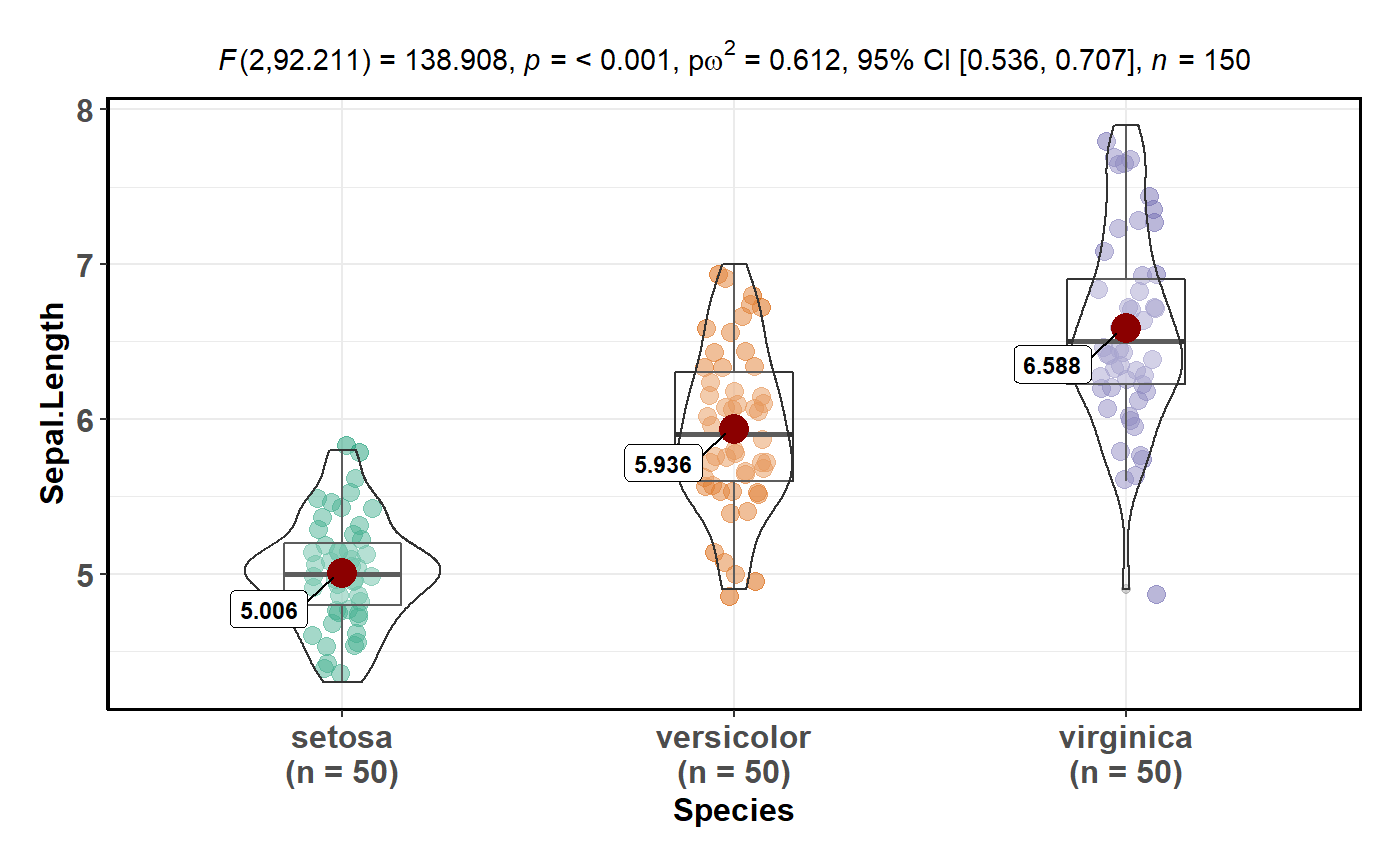 F(2,92.211) = 138.908, p = < 0.001, pω² = 0.612, 95% CI [0.536, 0.707], n = 150
8
7
6
5
Sepal.Length
6.588
5.936
5.006
setosa
(n = 50)
versicolor
(n = 50)
virginica
(n = 50)
Species